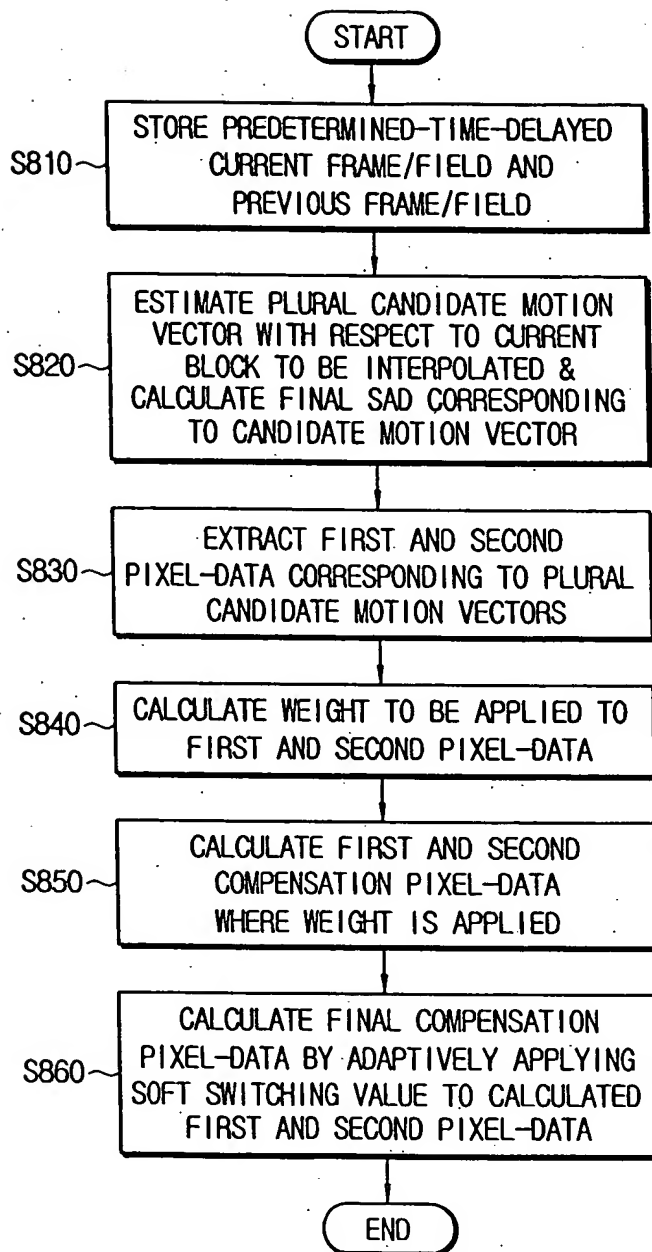 START
S810
STORE PREDETERMINED-TIME-DELAYED
CURRENT FRAME/FIELD AND
PREVIOUS FRAME/FIELD
S820
ESTIMATE PLURAL CANDIDATE MOTION
VECTOR WITH RESPECT TO CURRENT
BLOCK TO BE INTERPOLATED &
CALCULATE FINAL SAD CORRESPONDING
TO CANDIDATE MOTION VECTOR
S830
EXTRACT FIRST AND SECOND
PIXEL-DATA CORRESPONDING TO PLURAL
CANDIDATE MOTION VECTORS
S840
CALCULATE WEIGHT TO BE APPLIED TO
FIRST AND SECOND PIXEL-DATA
S850
CALCULATE FIRST AND SECOND
COMPENSATION PIXEL-DATA
WHERE WEIGHT IS APPLIED
S860
CALCULATE FINAL COMPENSATION
PIXEL-DATA BY ADAPTIVELY APPLYING
SOFT SWITCHING VALUE TO CALCULATED
FIRST AND SECOND PIXEL-DATA
END